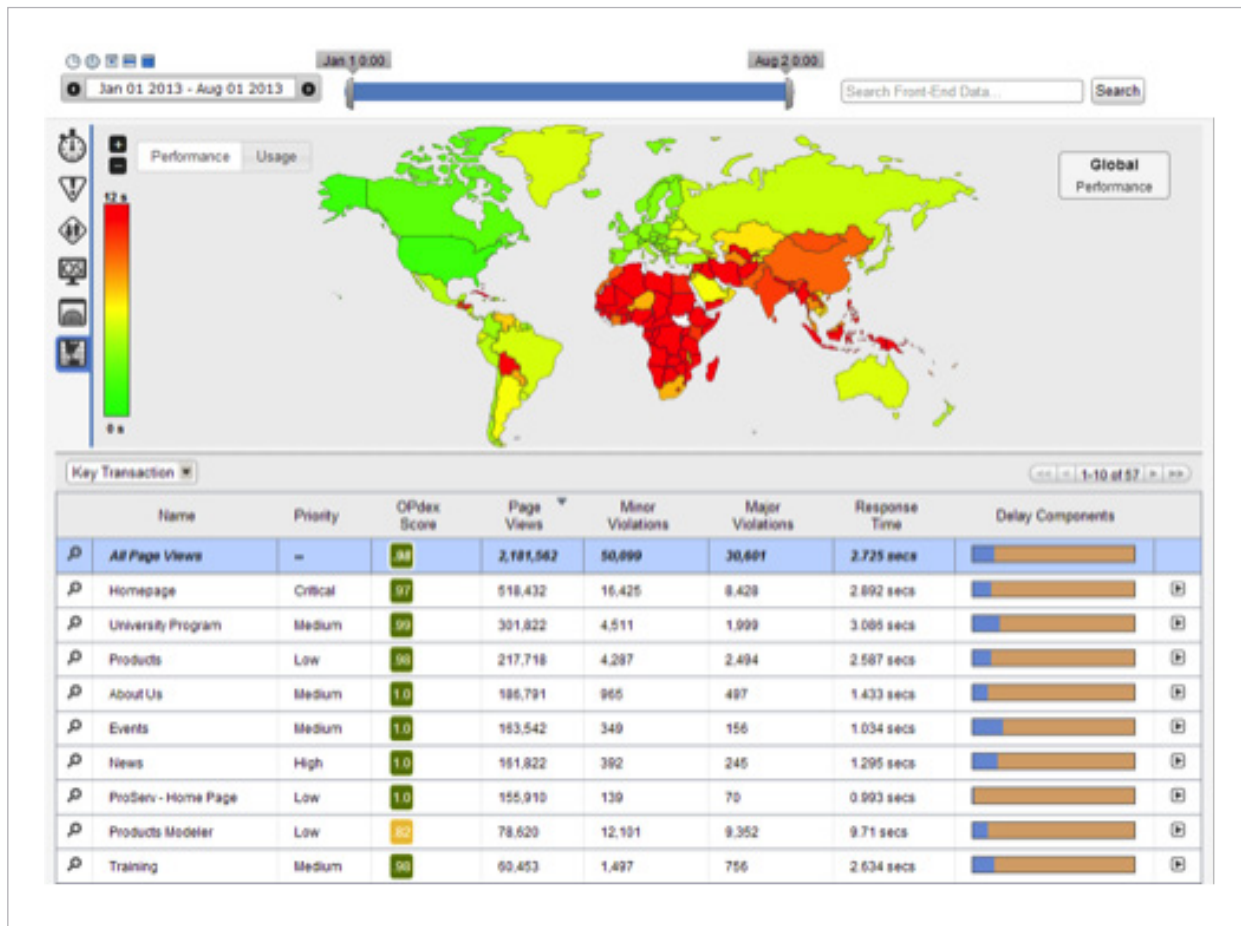 Jan 1 0:00 Aug 2 0:00
Jan 01 2013 - Aug 01 2013 Search Front-End Data... Search
Performance Usage Global
Performance
12 s
OS
0 s
Key Transaction << < 1-10 of 57 > >>
Name Priority OPdex Score Page Views Minor Violations Major Violations Response Time Delay Components
All Page Views -- .98 2,181,562 50,099 30,601 2.725 secs
Homepage Critical .97 518,432 16,425 8,428 2.892 secs
University Program Medium .99 301,822 4,511 1,999 3.086 secs
Products Low .98 217,718 4,287 2,494 2.587 secs
About Us Medium 1.0 186,791 965 497 1.433 secs
Events Medium 1.0 163,542 349 156 1.034 secs
News High 1.0 161,822 392 245 1.295 secs
ProServ - Home Page Low 1.0 155,910 139 70 0.993 secs
Products Modeler Low .82 78,620 12,101 9,352 9.71 secs
Training Medium .98 60,453 1,497 756 2.634 secs